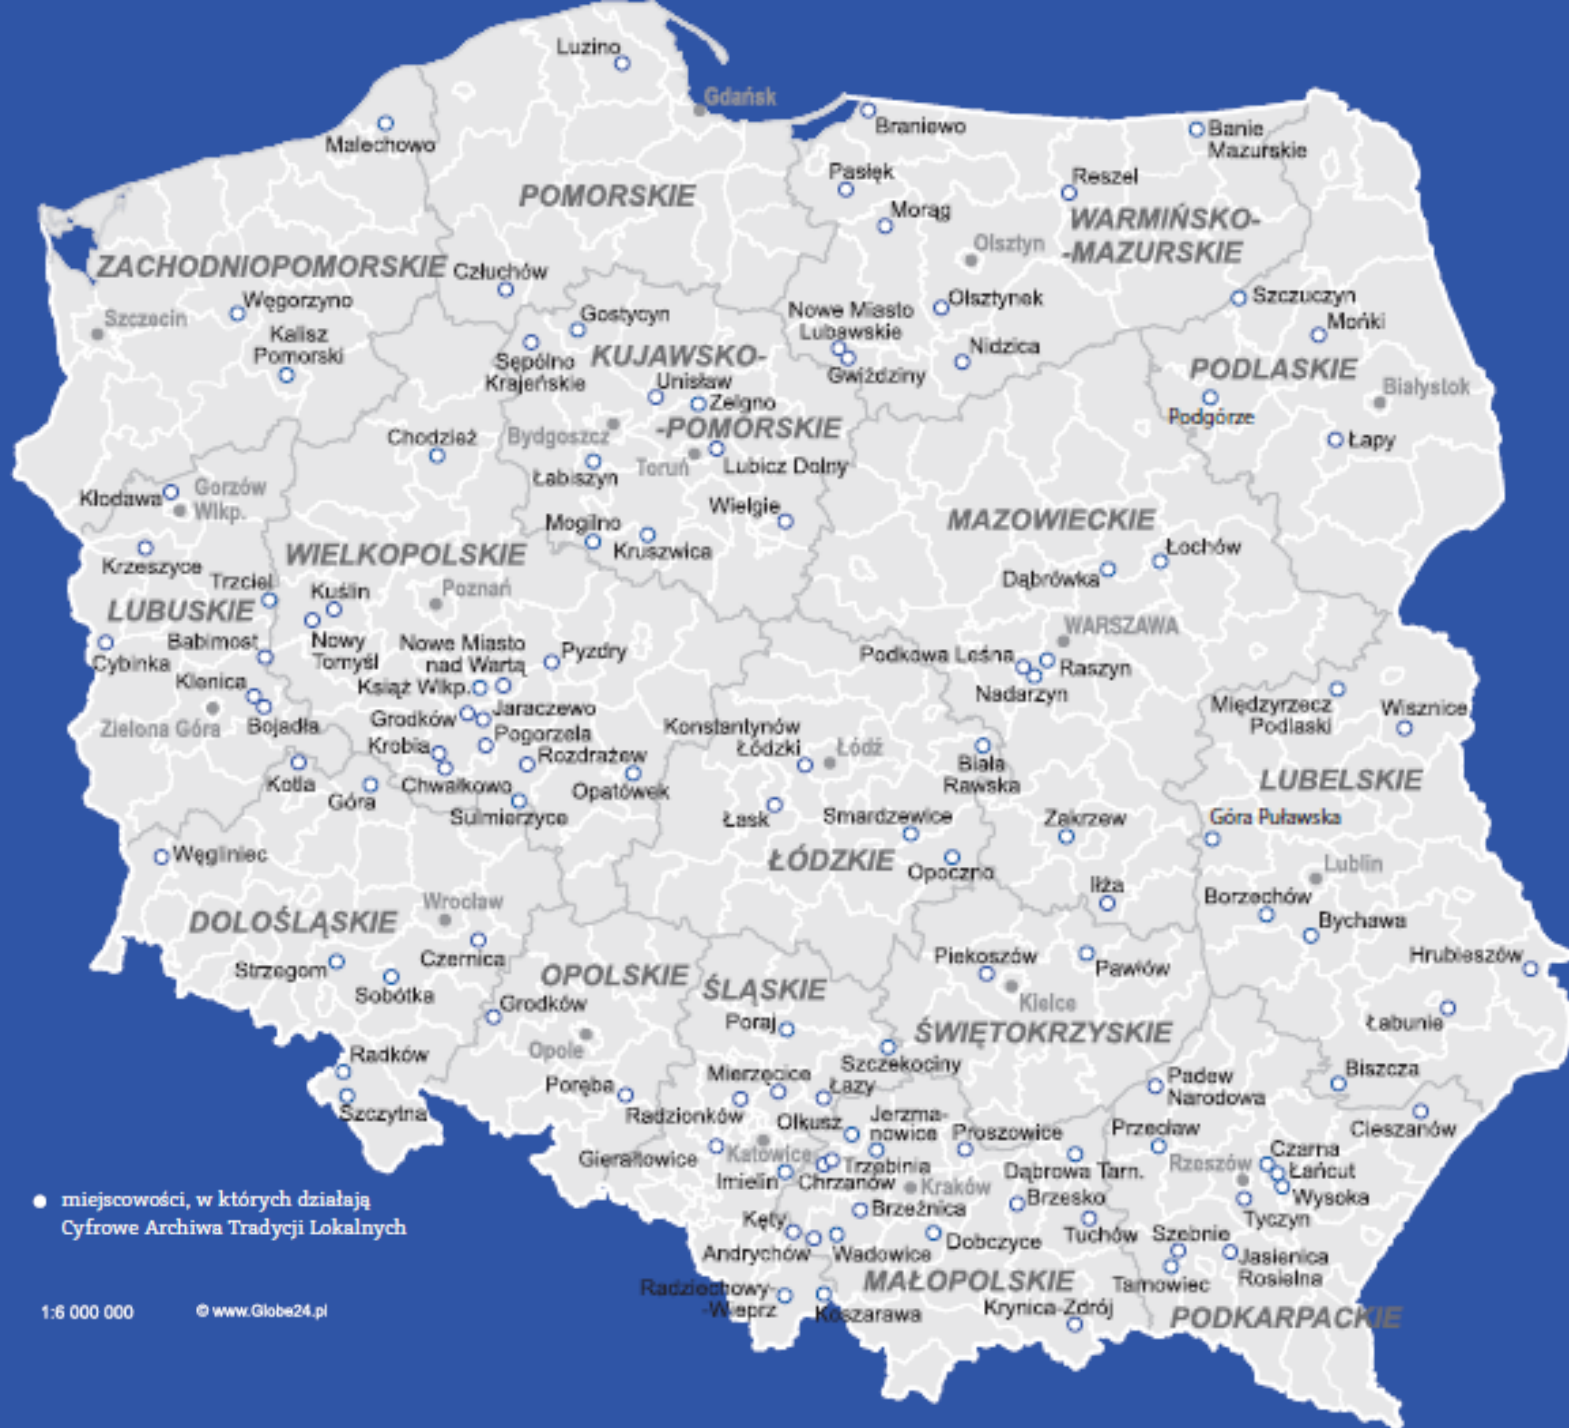 Luzino
Gdańsk
Malechowo
Braniewo
Banie
Mazurskie
Pasłęk
Reszel
POMORSKIE
Morąg
WARMIŃSKO-
-MAZURSKIE
Olsztyn
ZACHODNIOPOMORSKIE
Człuchów
Węgorzyno
Szczecin
Kalisz
Pomorski
Gostycyn
Nowe Miasto
Lubawskie
Olsztynek
Szczuczyn
Mońki
Sępólno
Krajeńskie
KUJAWSKO-
-POMORSKIE
Nidzica
Gwiździny
Unisław
Zelgno
PODLASKIE
Białystok
Podgórze
Chodzież
Bydgoszcz
Łapy
Toruń
Lubicz Dolny
Łabiszyn
Kłodawa
Gorzów
Wlkp.
Wielgie
Mogilno
Kruszwica
MAZOWIECKIE
Krzeszyce
WIELKOPOLSKIE
Łochów
Dąbrówka
Trzciel
Kuślin
Poznań
LUBUSKIE
Nowy
Tomyśl
Babimost
Cybinka
Nowe Miasto
nad Wartą
Pyzdry
WARSZAWA
Podkowa Leśna
Raszyn
Nadarzyn
Klenica
Książ Wlkp.
Międzyrzecz
Podlaski
Wisznice
Zielona Góra
Bojadła
Grodków
Jaraczewo
Pogorzela
Konstantynów
Łódzki
Łódź
Krobia
Rozdrażew
Biała
Rawska
LUBELSKIE
Kotla
Góra
Chwałkowo
Opatówek
Sulmierzyce
Łask
Smardzewice
Zakrzew
Góra Puławska
Węgliniec
ŁÓDZKIE
Opoczno
Lublin
Iłża
Borzechów
Bychawa
DOLOŚLĄSKIE
Wrocław
Czernica
Strzegom
Sobótka
Piekoszów
Pawłów
Hrubieszów
OPOLSKIE
ŚLĄSKIE
Kielce
Grodków
Poraj
ŚWIĘTOKRZYSKIE
Łabunie
Opole
Radków
Szczekociny
Biszcza
Mierzęcice
Łazy
Padew
Narodowa
Poręba
Szczytna
Radzionków
Olkusz
Jerzma-
nowice
Proszowice
Przecław
Cieszanów
Czarna
Gierałtowice
Katowice
Trzebinia
Dąbrowa Tarn.
Rzeszów
Łańcut
Imielin
Chrzanów
Kraków
Brzesko
Wysoka
Brzeźnica
Tyczyn
Kęty
Andrychów
Wadowice
Dobczyce
Tuchów
Szebnie
Jasienica
Rosielna
Radziechowy-
-Wieprz
MAŁOPOLSKIE
Tarnowiec
Koszarawa
Krynica-Zdrój
PODKARPACKIE
miejscowości, w których działają
Cyfrowe Archiwa Tradycji Lokalnych
1:6 000 000
© www.Globe24.pl